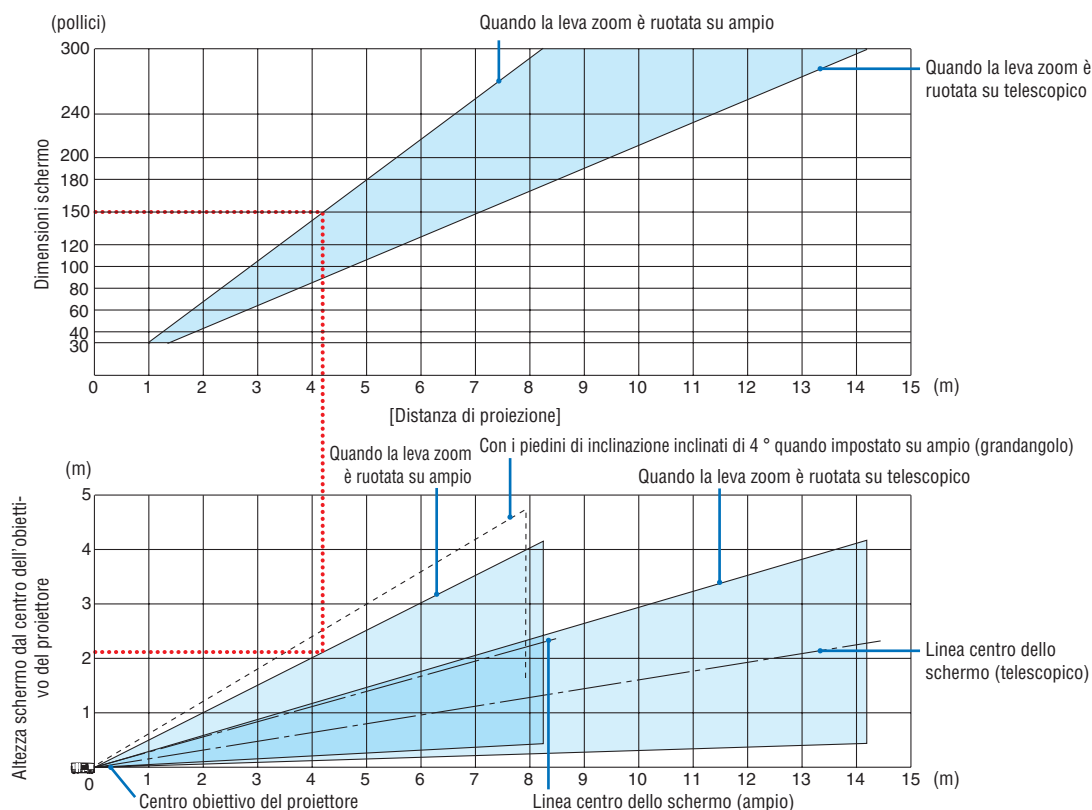 (pollici)
Quando la leva zoom è ruotata su ampio
300
240
200
180
150
120
100
80
60
40
30
Dimensioni schermo
Quando la leva zoom è
ruotata su telescopico
0 1 2 3 4 5 6 7 8 9 10 11 12 13 14 15 (m)
[Distanza di proiezione]
(m)
Quando la leva zoom
è ruotata su ampio
Con i piedini di inclinazione inclinati di 4 ° quando impostato su ampio (grandangolo)
Quando la leva zoom è ruotata su telescopico
5
4
3
2
1
Altezza schermo dal centro dell'obietti-
vo del proiettore
Linea centro dello
schermo (telescopico)
0 1 2 3 4 5 6 7 8 9 10 11 12 13 14 15 (m)
Centro obiettivo del proiettore
Linea centro dello schermo (ampio)